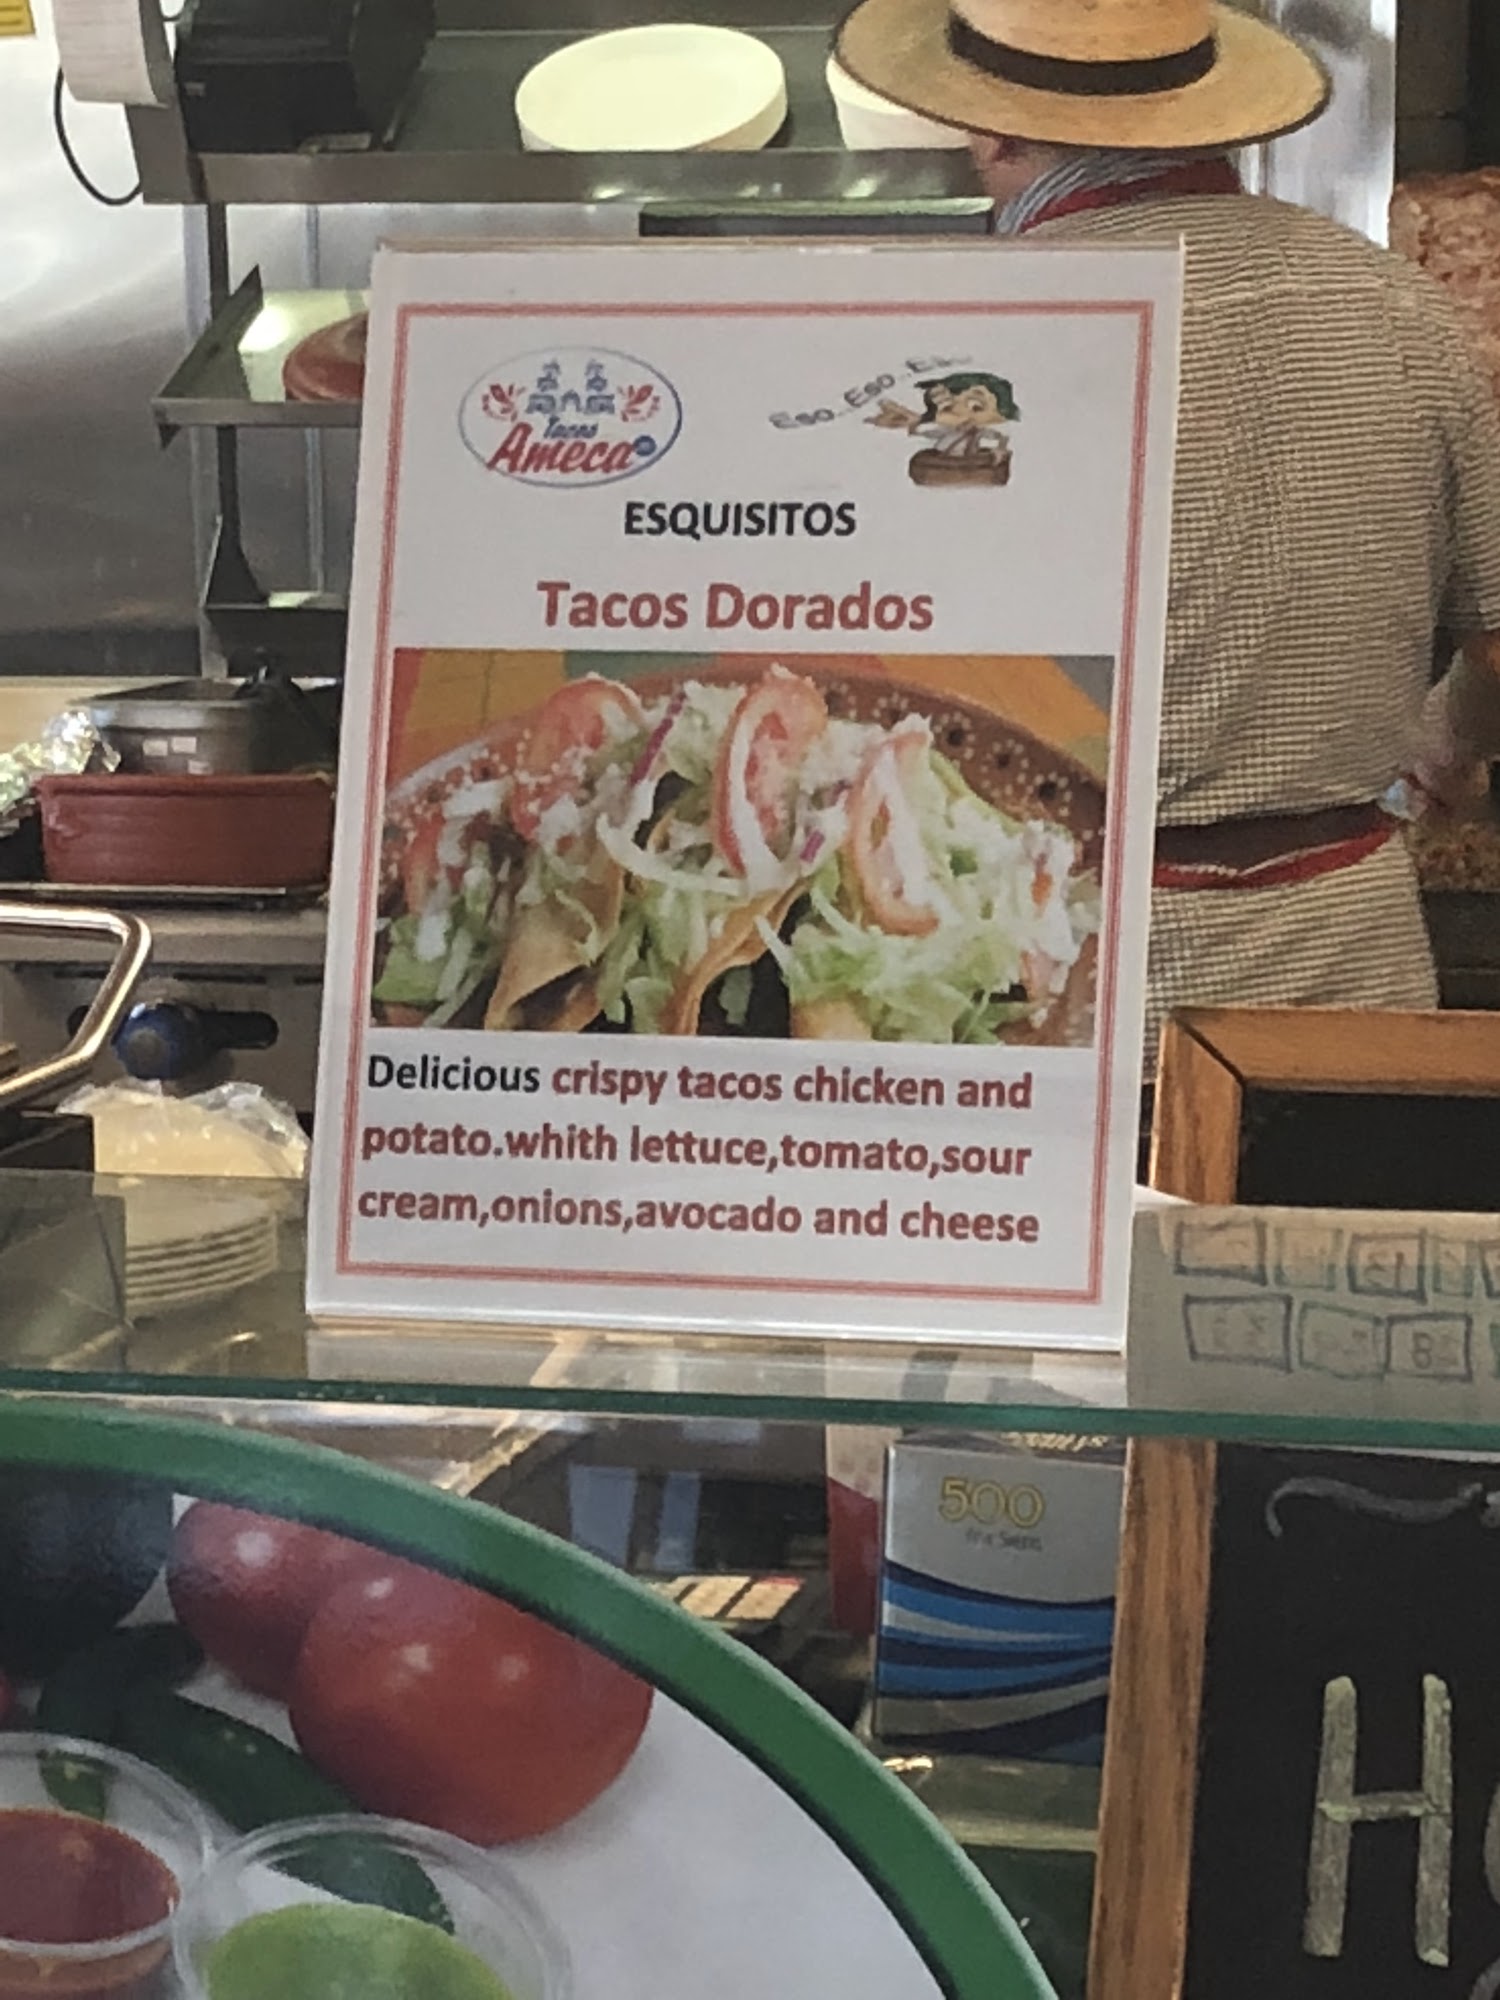 Tacos
Ameca
Eso..Eso..Eso..
ESQUISITOS
Tacos Dorados
Delicious crispy tacos chicken and
potato.whith lettuce,tomato,sour
cream,onions,avocado and cheese
500
H